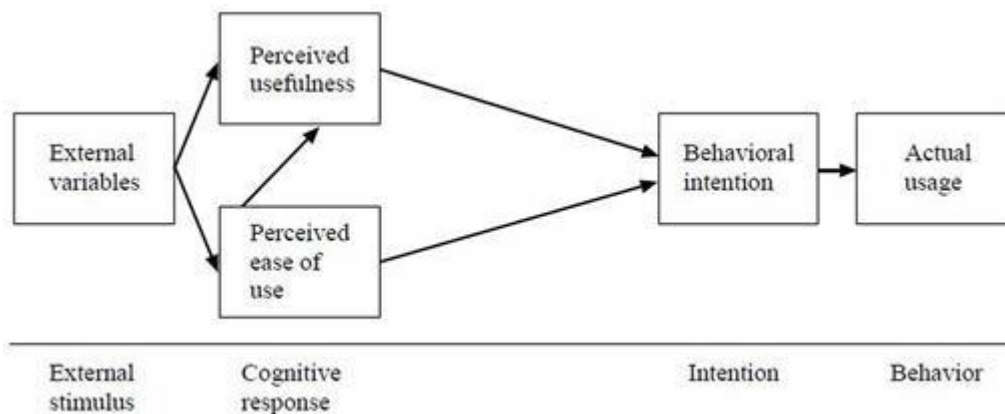 Perceived
usefulness
External
variables
Behavioral
intention
Actual
usage
Perceived
ease of
use
External
stimulus
Cognitive
response
Intention
Behavior